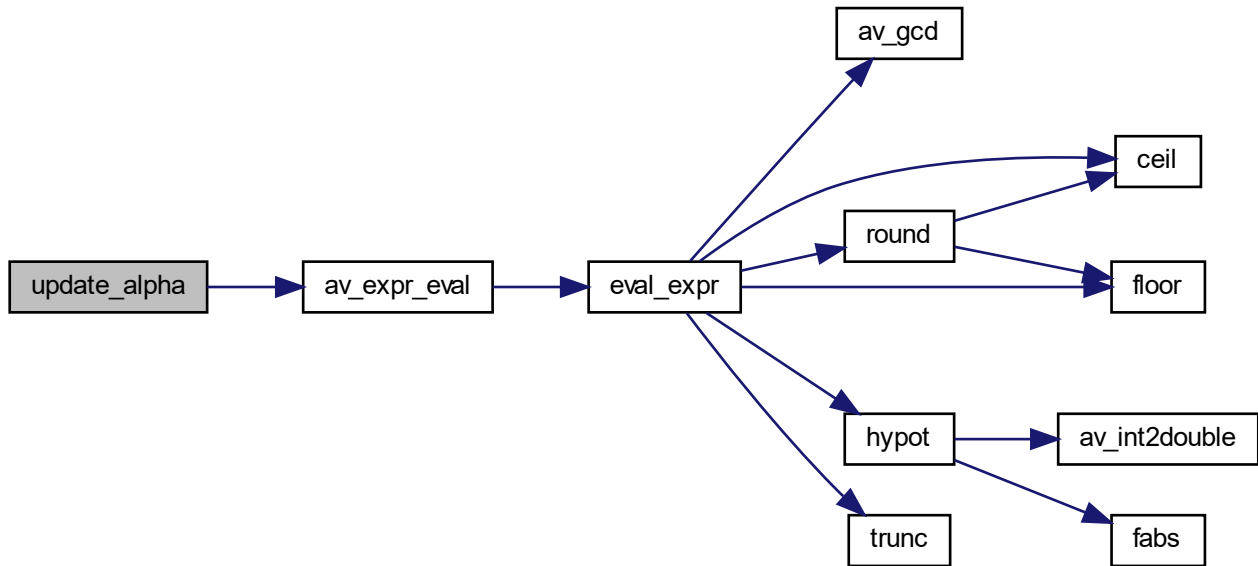 av_gcd
ceil
round
update_alpha
av_expr_eval
eval_expr
floor
hypot
av_int2double
trunc
fabs